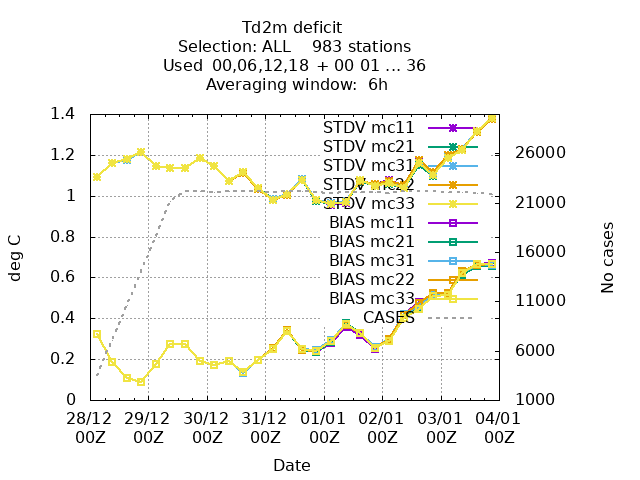 Td2m deficit
Selection: ALL    983 stations
Used  00,06,12,18  + 00 01 ... 36
Averaging window:  6h
STDV mc11
STDV mc21
STDV mc31
STDV mc22
STDV mc33
BIAS mc11
BIAS mc21
BIAS mc31
BIAS mc22
BIAS mc33
CASES
1.4
1.2
1
0.8
0.6
0.4
0.2
0
deg C
26000
21000
16000
11000
6000
1000
No cases
28/12 29/12 30/12 31/12 01/01 02/01 03/01 04/01
00Z 00Z 00Z 00Z 00Z 00Z 00Z 00Z
Date